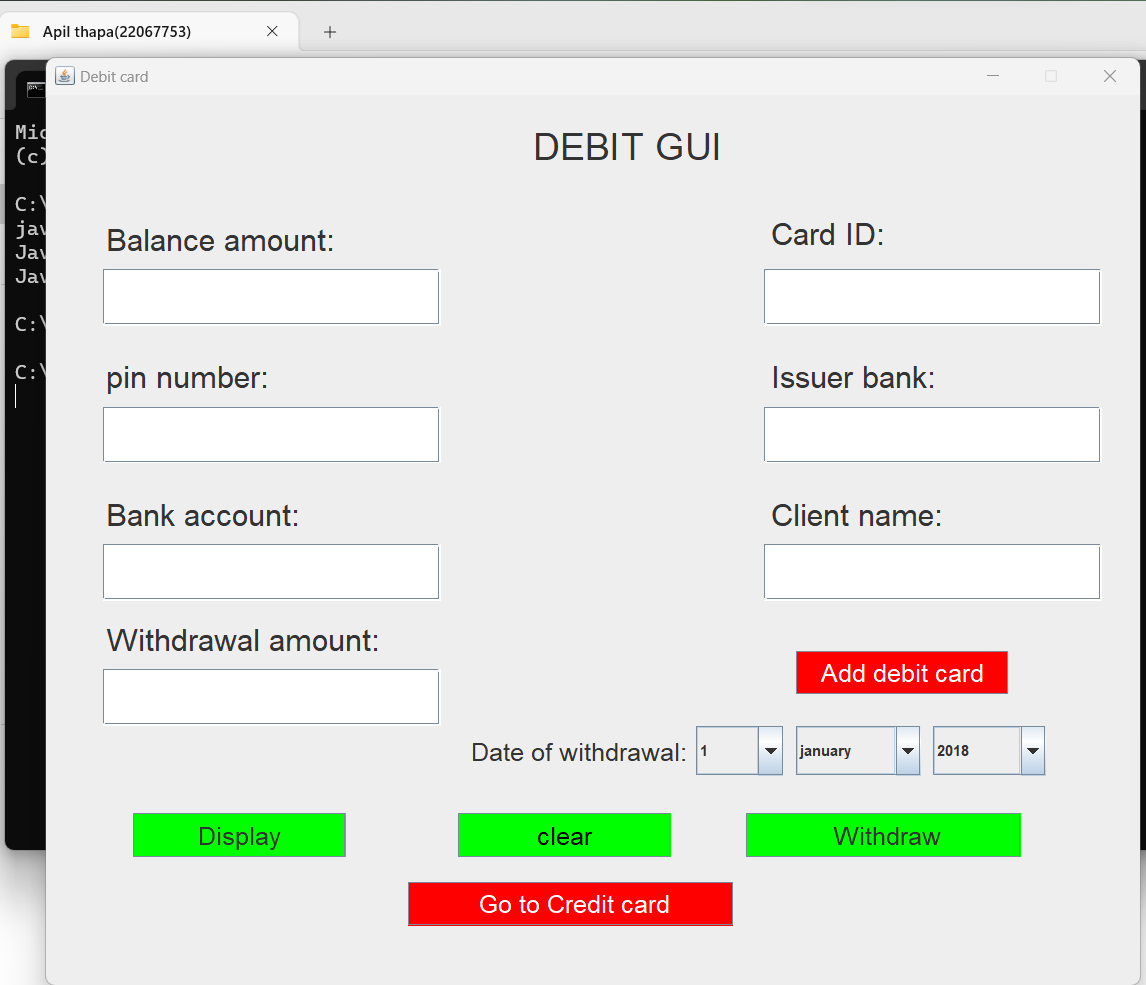 Apil thapa(22067753)
Debit card
Mic
(c)
C:\
jav
Jav
Jav
C:\
C:\
DEBIT GUI
Balance amount:
Card ID:
pin number:
Issuer bank:
Bank account:
Client name:
Withdrawal amount:
Add debit card
Date of withdrawal: 1 january 2018
Display clear Withdraw
Go to Credit card